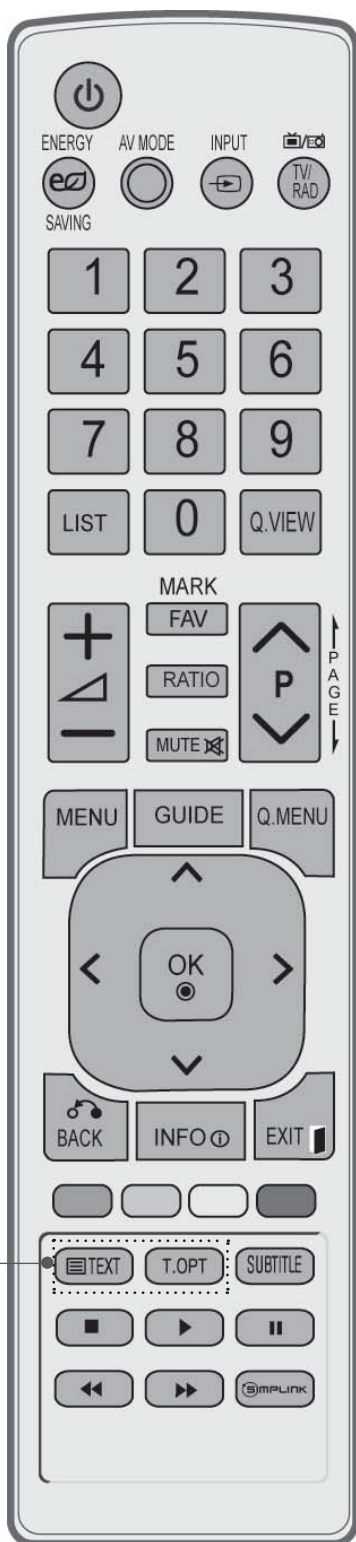 ENERGY AV MODE INPUT
TV/
RAD
SAVING
1 2 3
4 5 6
7 8 9
LIST 0 Q.VIEW
MARK
FAV
RATIO
P
PAGE
MUTE
MENU GUIDE Q.MENU
OK
BACK INFO EXIT
TEXT T.OPT SUBTITLE
SIMPLINK